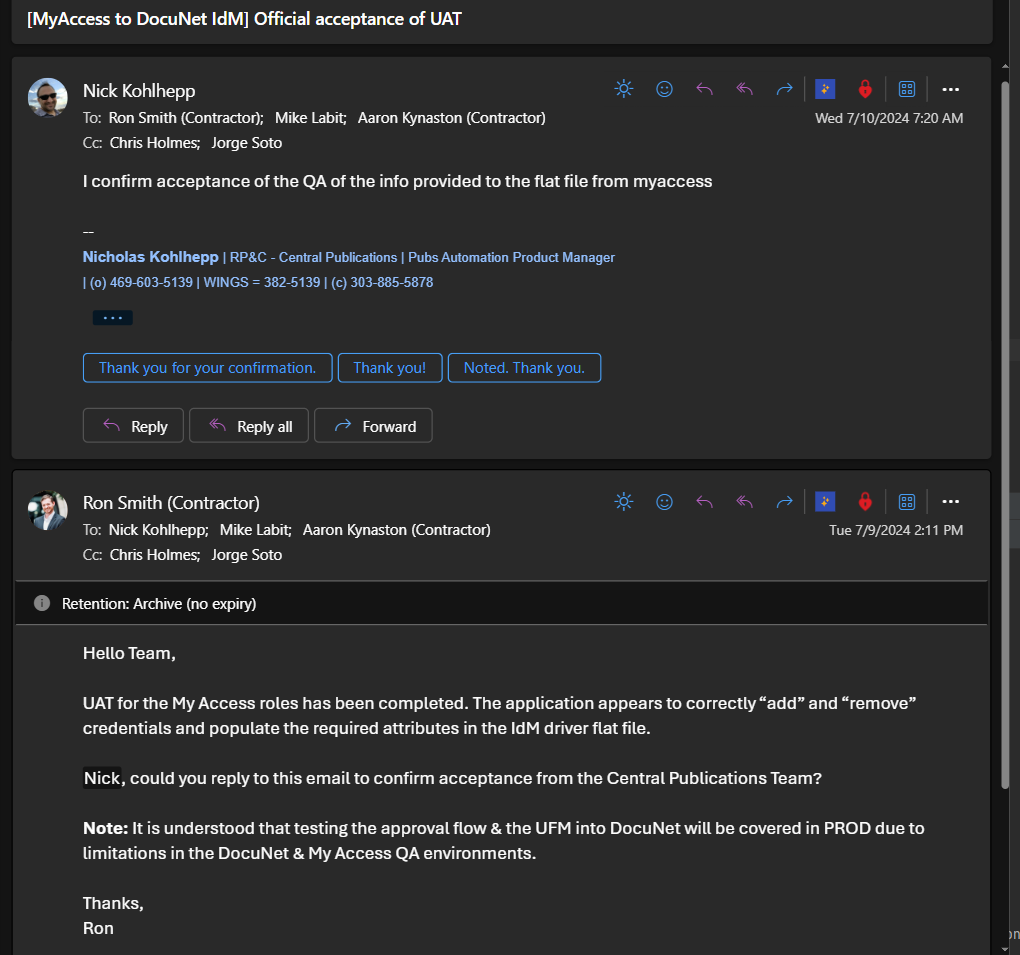 [MyAccess to DocuNet IdM] Official acceptance of UAT
Nick Kohlhepp
To: Ron Smith (Contractor); Mike Labit; Aaron Kynaston (Contractor)
Wed 7/10/2024 7:20 AM
Cc: Chris Holmes; Jorge Soto
I confirm acceptance of the QA of the info provided to the flat file from myaccess
--
Nicholas Kohlhepp | RP&C - Central Publications | Pubs Automation Product Manager
| (o) 469-603-5139 | WINGS = 382-5139 | (c) 303-885-5878
...
Thank you for your confirmation. Thank you! Noted. Thank you.
Reply Reply all Forward
Ron Smith (Contractor)
To: Nick Kohlhepp; Mike Labit; Aaron Kynaston (Contractor)
Tue 7/9/2024 2:11 PM
Cc: Chris Holmes; Jorge Soto
Retention: Archive (no expiry)
Hello Team,
UAT for the My Access roles has been completed. The application appears to correctly “add” and “remove”
credentials and populate the required attributes in the IdM driver flat file.
Nick, could you reply to this email to confirm acceptance from the Central Publications Team?
Note: It is understood that testing the approval flow & the UFM into DocuNet will be covered in PROD due to
limitations in the DocuNet & My Access QA environments.
Thanks,
Ron